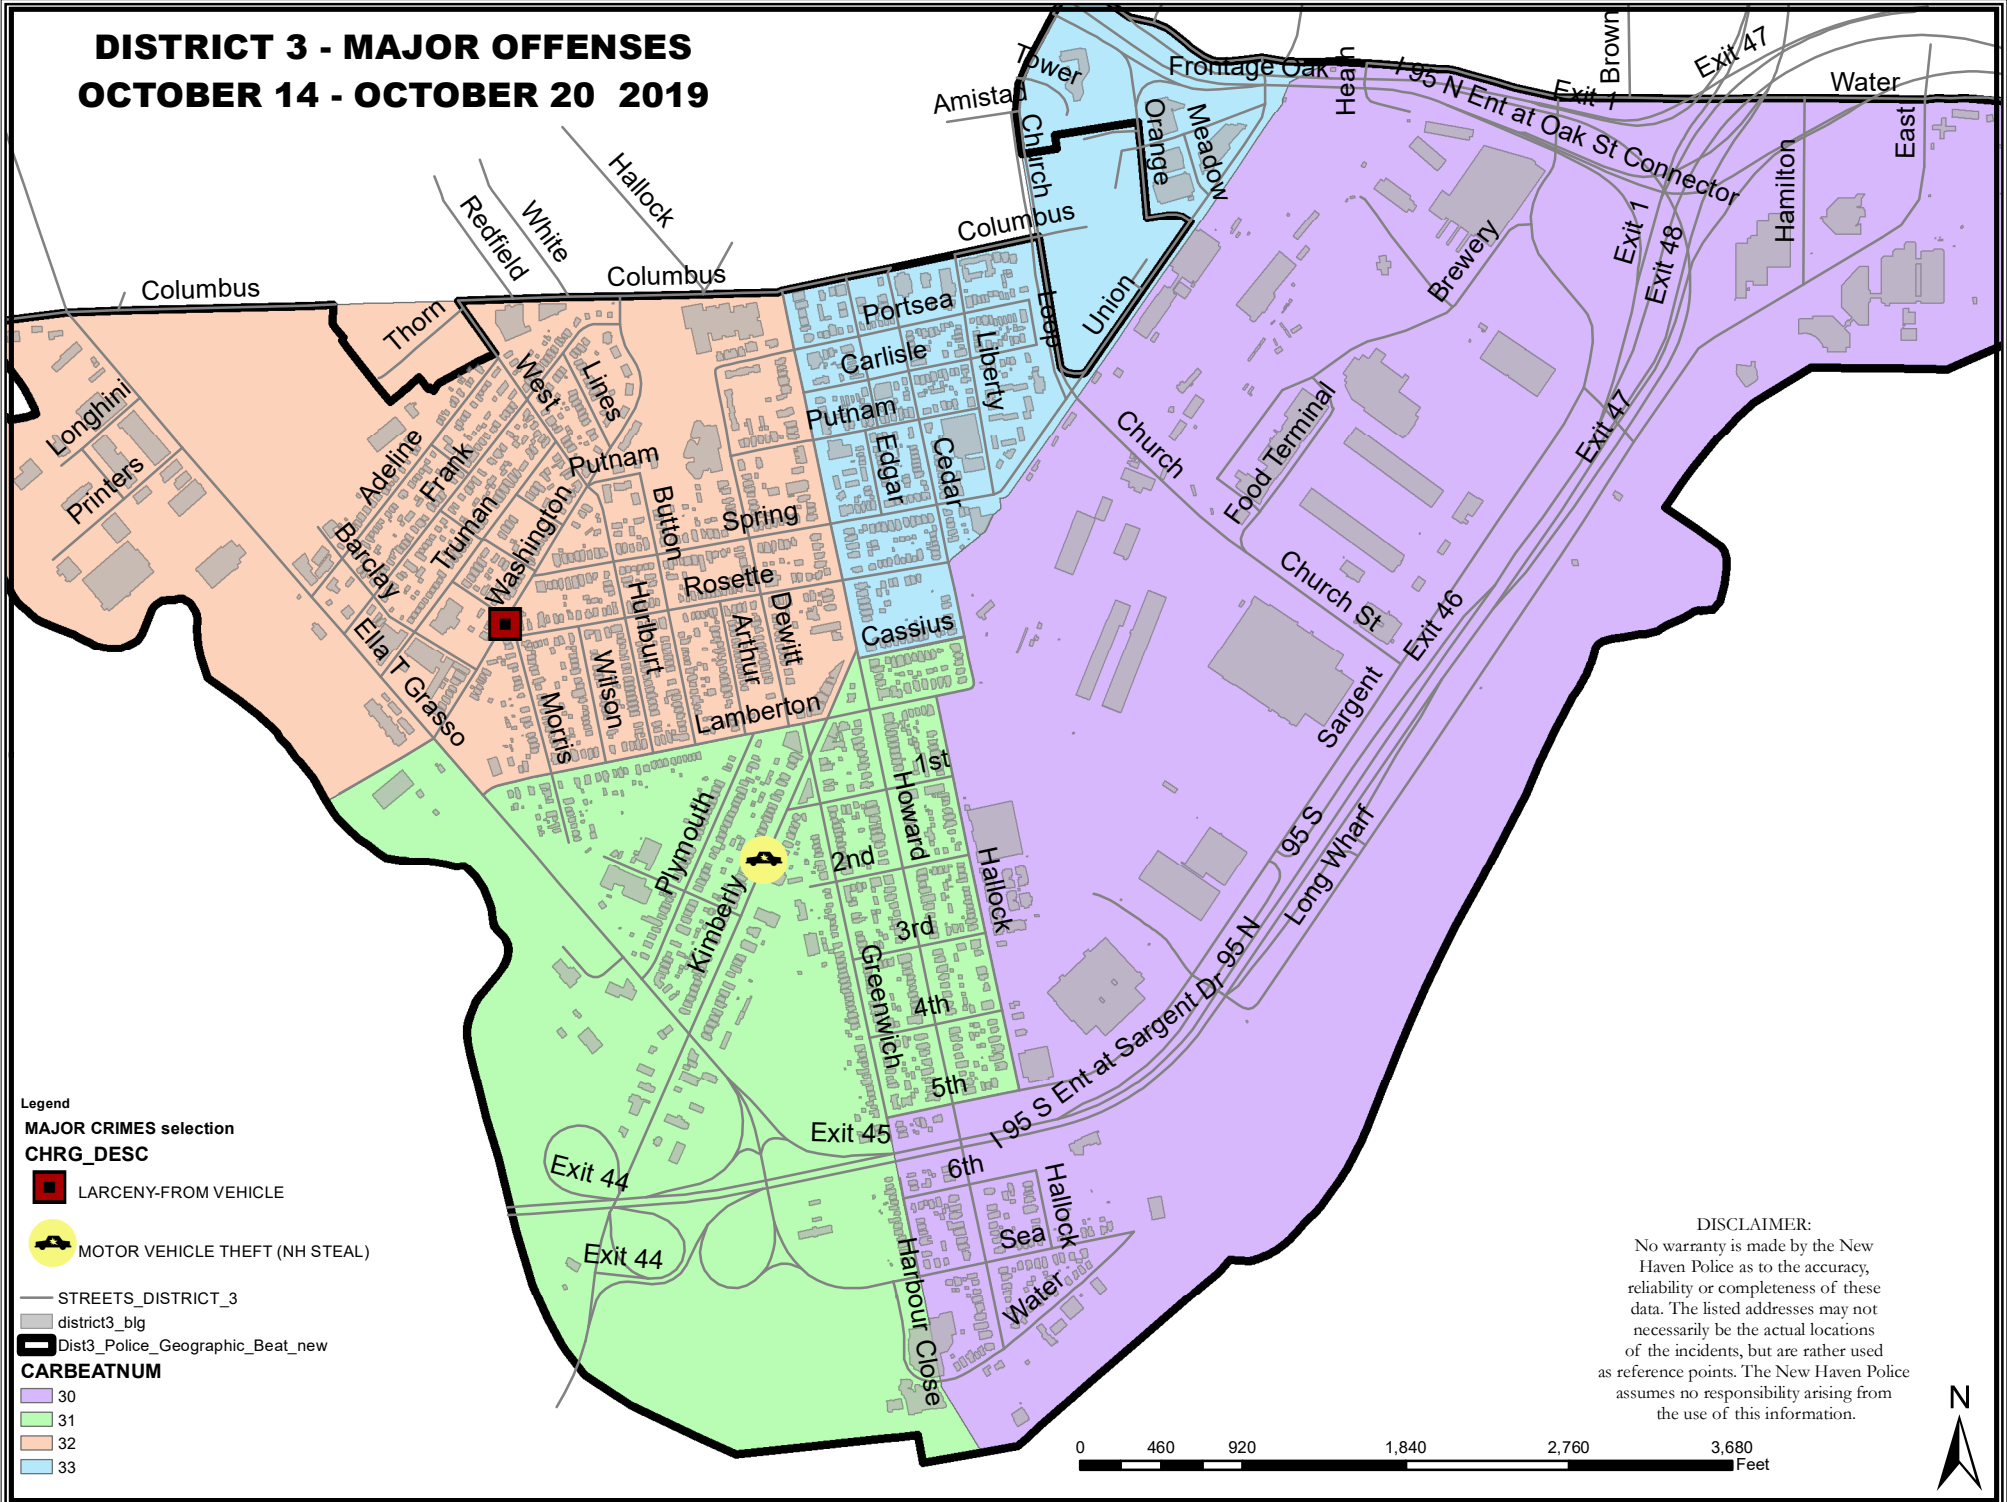 DISTRICT 3 - MAJOR OFFENSES
OCTOBER 14 - OCTOBER 20 2019
Tower
Amistad
Church
Orange
Meadow
Frontage Oak
Heath
I 95 N Ent at Oak St Connector
Exit 1
Brown
Exit 47
Water
East
Hamilton
Exit 1
Exit 48
Hallock
White
Redfield
Columbus
Columbus
Columbus
Loop
Union
Brewery
Thorn
Portsea
Carlisle
Liberty
Putnam
Edgar
Cedar
West
Lines
Longhini
Printers
Adeline
Frank
Truman
Washington
Barclay
Putnam
Button
Spring
Rosette
Hurlburt
Arthur
Dewitt
Cassius
Church
Food Terminal
Exit 47
Church St
Exit 46
Sargent
Ella T Grasso
Morris
Wilson
Lamberton
1st
Howard
2nd
Hallock
Plymouth
Kimberly
3rd
Greenwich
4th
5th
95 S
Long Wharf
95 N
I 95 S Ent at Sargent Dr
Exit 45
Exit 44
Exit 44
6th
Hallock
Sea
Water
Harbour Close
Legend
MAJOR CRIMES selection
CHRG_DESC
LARCENY-FROM VEHICLE
MOTOR VEHICLE THEFT (NH STEAL)
STREETS_DISTRICT_3
district3_blg
Dist3_Police_Geographic_Beat_new
CARBEATNUM
30
31
32
33
DISCLAIMER:
No warranty is made by the New
Haven Police as to the accuracy,
reliability or completeness of these
data. The listed addresses may not
necessarily be the actual locations
of the incidents, but are rather used
as reference points. The New Haven Police
assumes no responsibility arising from
the use of this information.
N
0 460 920 1,840 2,760 3,680
Feet